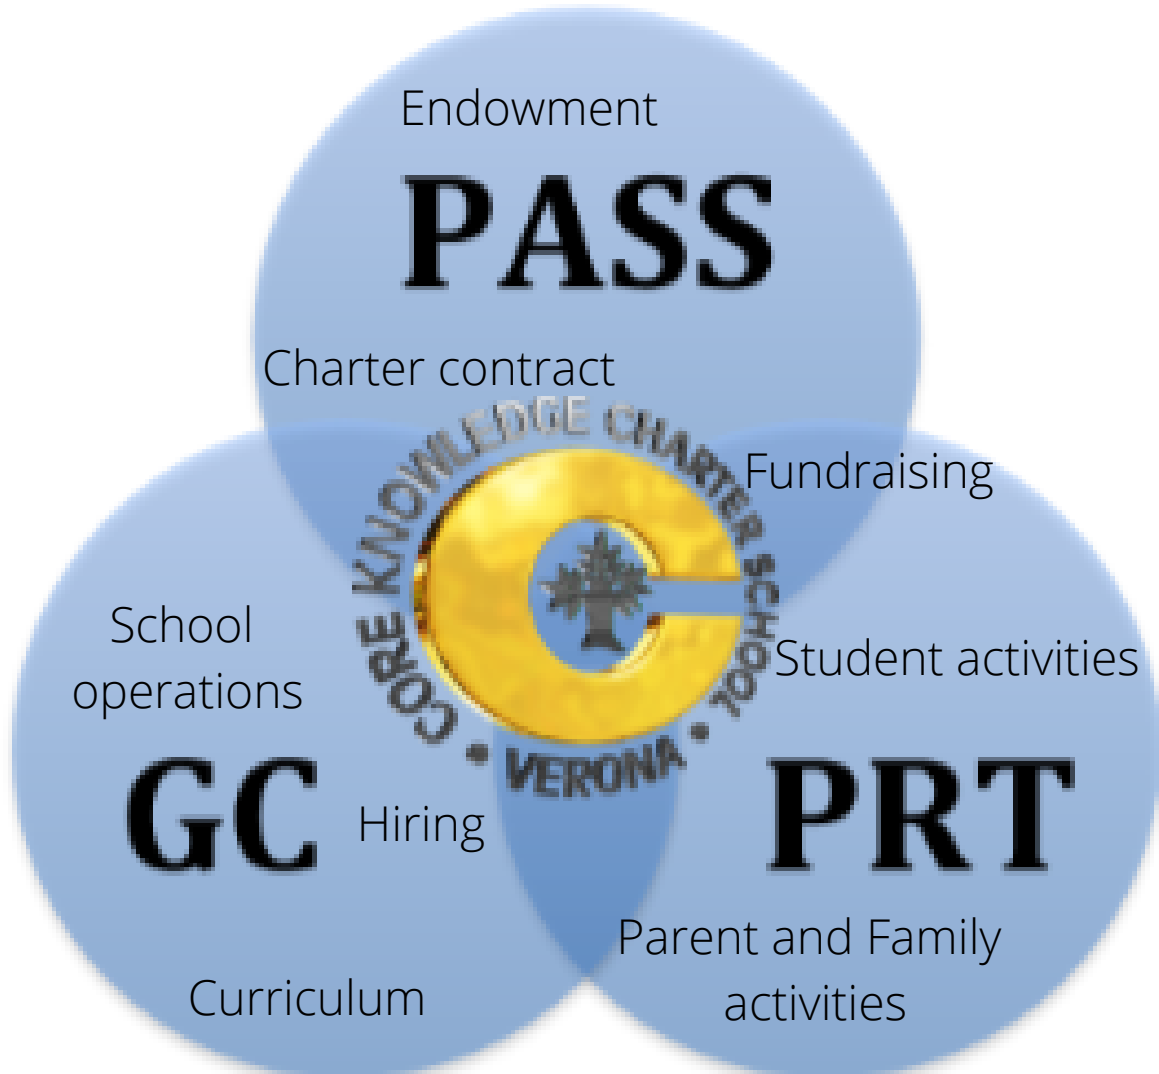 Endowment
PASS
Charter contract
CORE KNOWLEDGE CHARTER SCHOOL • VERONA •
Fundraising
School
operations
Student activities
GC
Hiring
PRT
Parent and Family
activities
Curriculum